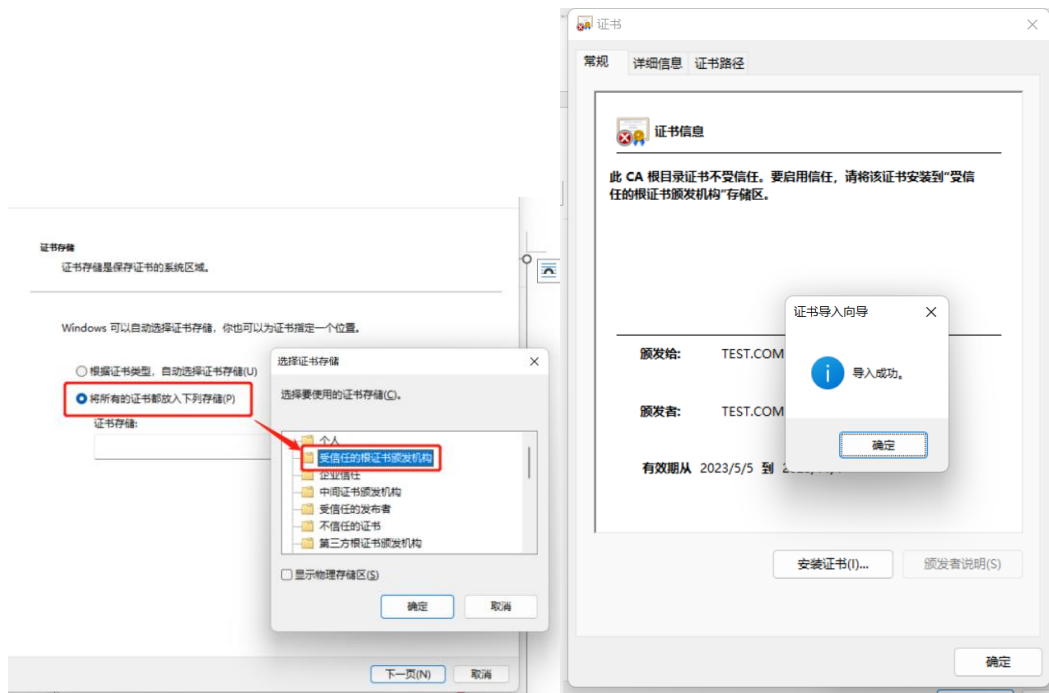 证书存储
证书存储是保存证书的系统区域。
Windows 可以自动选择证书存储，你也可以为证书指定一个位置。
根据证书类型，自动选择证书存储(U)
将所有的证书都放入下列存储(P)
证书存储:
选择证书存储
选择要使用的证书存储(C)。
个人
受信任的根证书颁发机构
企业信任
中间证书颁发机构
受信任的发布者
不信任的证书
第三方根证书颁发机构
显示物理存储区(S)
确定
取消
下一页(N)
取消
证书
常规
详细信息
证书路径
证书信息
此 CA 根目录证书不受信任。要启用信任，请将该证书安装到"受信
任的根证书颁发机构"存储区。
颁发给:
TEST.COM
颁发者:
TEST.COM
有效期从 2023/5/5 到
证书导入向导
导入成功。
确定
安装证书(I)...
颁发者说明(S)
确定